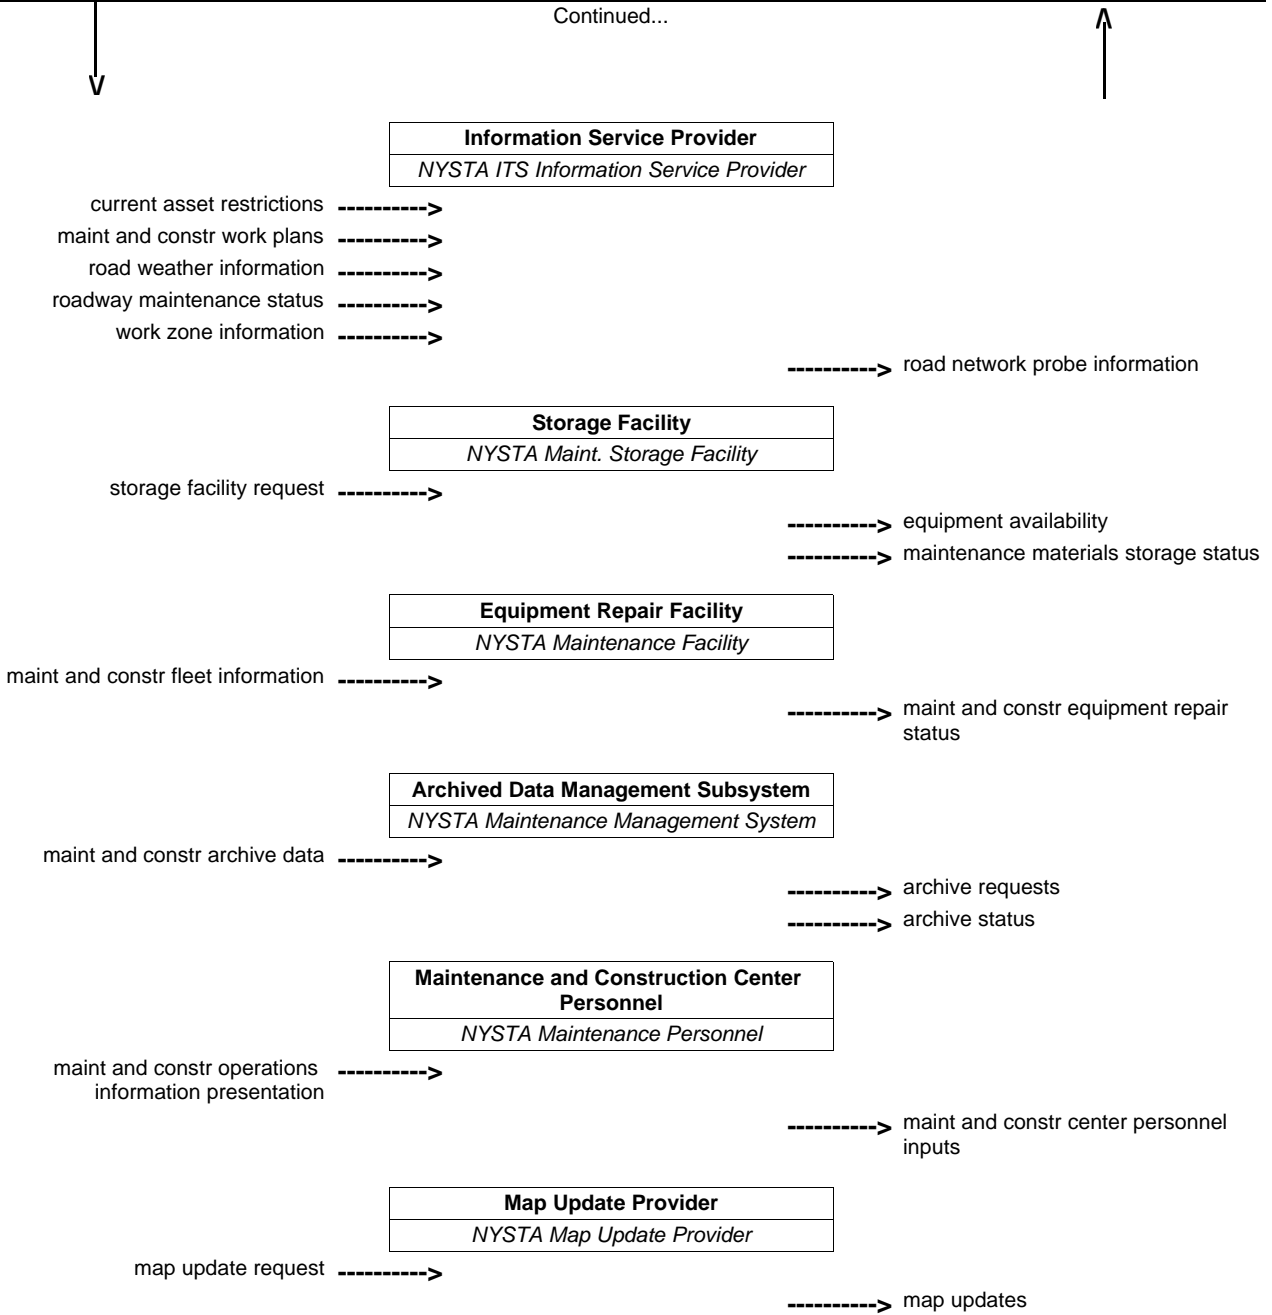 Continued...
Information Service Provider
NYSTA ITS Information Service Provider
current asset restrictions
maint and constr work plans
road weather information
roadway maintenance status
work zone information
road network probe information
Storage Facility
NYSTA Maint. Storage Facility
storage facility request
equipment availability
maintenance materials storage status
Equipment Repair Facility
NYSTA Maintenance Facility
maint and constr fleet information
maint and constr equipment repair
status
Archived Data Management Subsystem
NYSTA Maintenance Management System
maint and constr archive data
archive requests
archive status
Maintenance and Construction Center
Personnel
NYSTA Maintenance Personnel
maint and constr operations
information presentation
maint and constr center personnel
inputs
Map Update Provider
NYSTA Map Update Provider
map update request
map updates